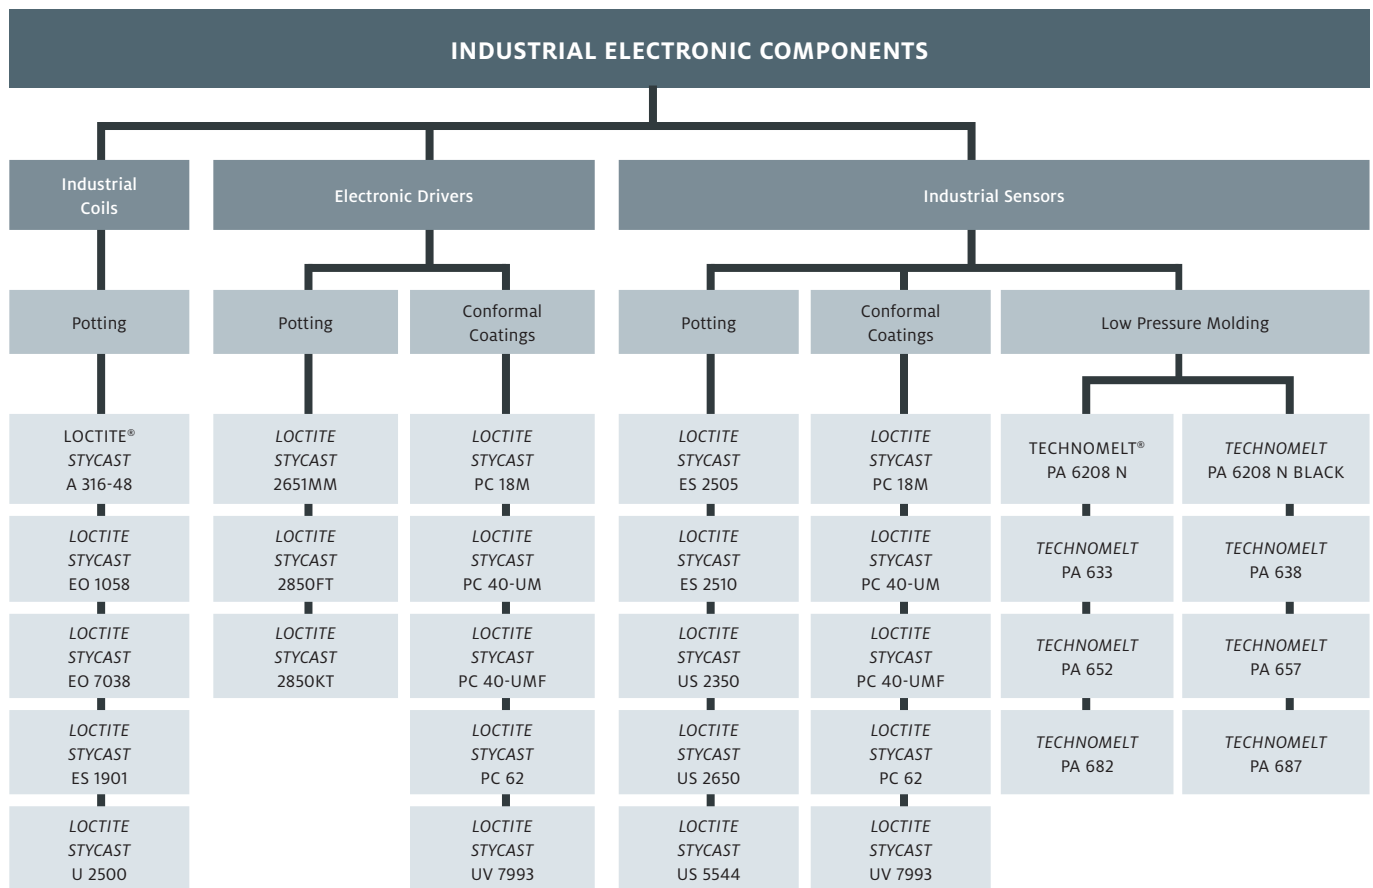 INDUSTRIAL ELECTRONIC COMPONENTS
Industrial
Coils
Electronic Drivers
Industrial Sensors
Potting
Potting
Conformal
Coatings
Potting
Conformal
Coatings
Low Pressure Molding
LOCTITE®
STYCAST
A 316-48
LOCTITE
STYCAST
EO 1058
LOCTITE
STYCAST
EO 7038
LOCTITE
STYCAST
ES 1901
LOCTITE
STYCAST
U 2500
LOCTITE
STYCAST
2651MM
LOCTITE
STYCAST
2850FT
LOCTITE
STYCAST
2850KT
LOCTITE
STYCAST
PC 18M
LOCTITE
STYCAST
PC 40-UM
LOCTITE
STYCAST
PC 40-UMF
LOCTITE
STYCAST
PC 62
LOCTITE
STYCAST
UV 7993
LOCTITE
STYCAST
ES 2505
LOCTITE
STYCAST
ES 2510
LOCTITE
STYCAST
US 2350
LOCTITE
STYCAST
US 2650
LOCTITE
STYCAST
US 5544
LOCTITE
STYCAST
PC 18M
LOCTITE
STYCAST
PC 40-UM
LOCTITE
STYCAST
PC 40-UMF
LOCTITE
STYCAST
PC 62
LOCTITE
STYCAST
UV 7993
TECHNOMELT®
PA 6208 N
TECHNOMELT
PA 633
TECHNOMELT
PA 652
TECHNOMELT
PA 682
TECHNOMELT
PA 6208 N BLACK
TECHNOMELT
PA 638
TECHNOMELT
PA 657
TECHNOMELT
PA 687